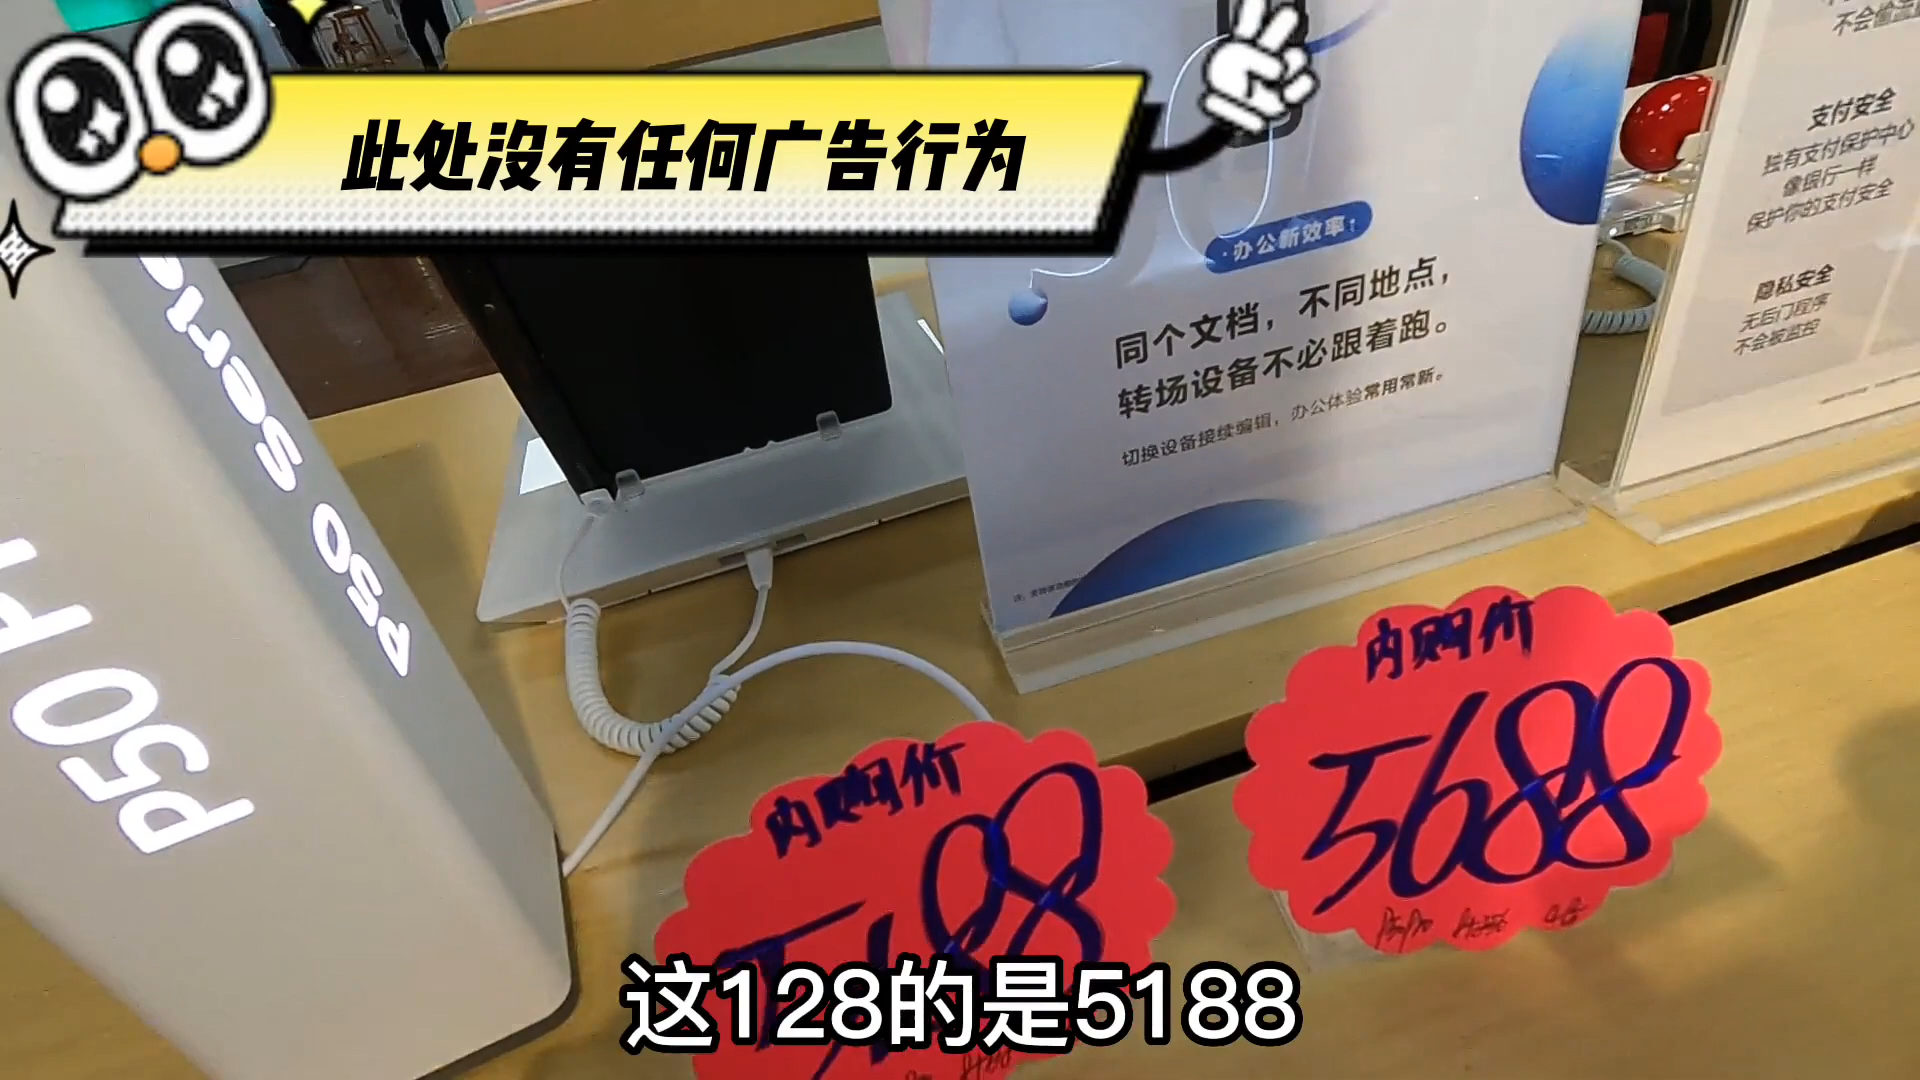 此处没有任何广告行为
支付安全
独有支付保护中心
像银行一样
保护你的支付安全
隐私安全
无后门程序
不会被监控
·办公新效率·
同个文档，不同地点，
转场设备不必跟着跑。
切换设备接续编辑，办公体验常用常新。
P50 Series
P50
内购价
5688
内购价
这128的是5188